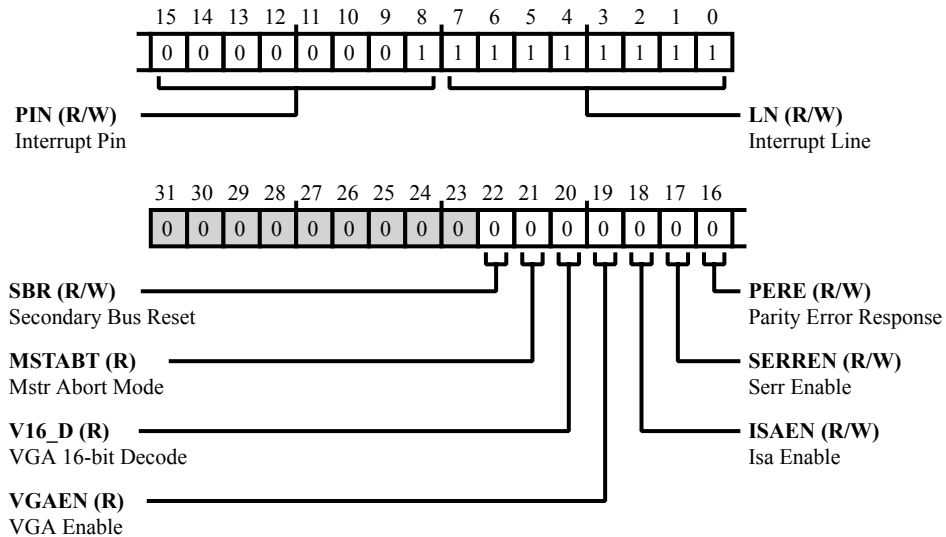 15 14 13 12 11 10 9 8 7 6 5 4 3 2 1 0
0 0 0 0 0 0 0 1 1 1 1 1 1 1 1 1
PIN (R/W)
Interrupt Pin
LN (R/W)
Interrupt Line
31 30 29 28 27 26 25 24 23 22 21 20 19 18 17 16
0 0 0 0 0 0 0 0 0 0 0 0 0 0 0 0
SBR (R/W)
Secondary Bus Reset
PERE (R/W)
Parity Error Response
MSTABT (R)
Mstr Abort Mode
SERREN (R/W)
Serr Enable
V16_D (R)
VGA 16-bit Decode
ISAEN (R/W)
Isa Enable
VGAEN (R)
VGA Enable